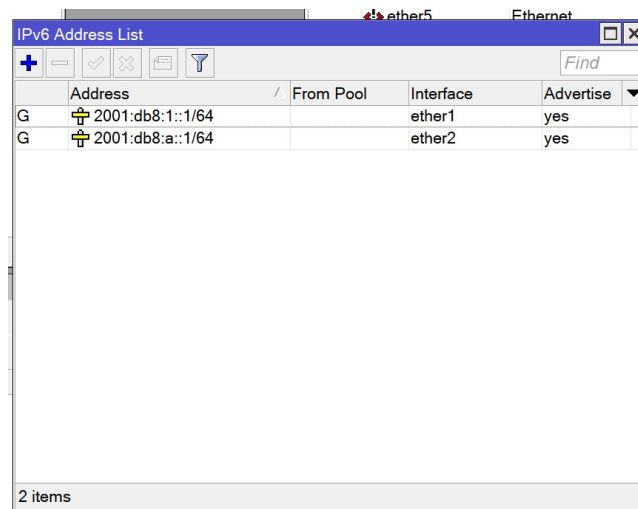 ether5 Ethernet
IPv6 Address List
Find
Address From Pool Interface Advertise
G 2001:db8:1::1/64 ether1 yes
G 2001:db8:a::1/64 ether2 yes
2 items